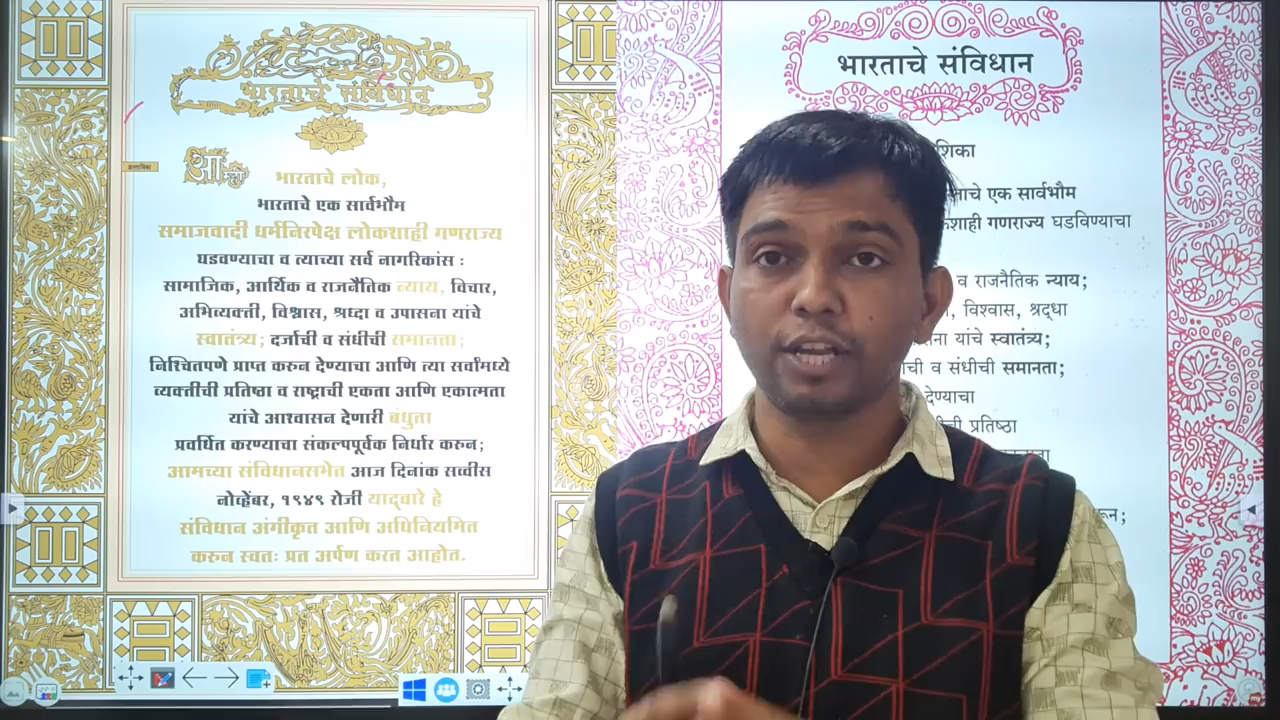 भारताचे संविधान
आम्ही भारताचे लोक,
भारताचे एक सार्वभौम
समाजवादी धर्मनिरपेक्ष लोकशाही गणराज्य
घडवण्याचा व त्याच्या सर्व नागरिकांस :
सामाजिक, आर्थिक व राजनैतिक न्याय, विचार,
अभिव्यक्ती, विश्वास, श्रध्दा व उपासना यांचे
स्वातंत्र्य; दर्जाची व संधीची समानता;
निश्चितपणे प्राप्त करुन देण्याचा आणि त्या सर्वांमध्ये
व्यक्तीची प्रतिष्ठा व राष्ट्राची एकता आणि एकात्मता
यांचे आश्वासन देणारी बंधुता
प्रवर्धित करण्याचा संकल्पपूर्वक निर्धार करुन;
आमच्या संविधानसभेत आज दिनांक सव्वीस
नोव्हेंबर, १९४९ रोजी याद्वारे हे
संविधान अंगीकृत आणि अधिनियमित
करुन स्वतः प्रत अर्पण करत आहोत.
भारताचे संविधान
शिका
ताचे एक सार्वभौम
कशाही गणराज्य घडविण्याचा
व राजनैतिक न्याय;
, विश्वास, श्रद्धा
ना यांचे स्वातंत्र्य;
ची व संधीची समानता;
देण्याचा
ची प्रतिष्ठा
रून;